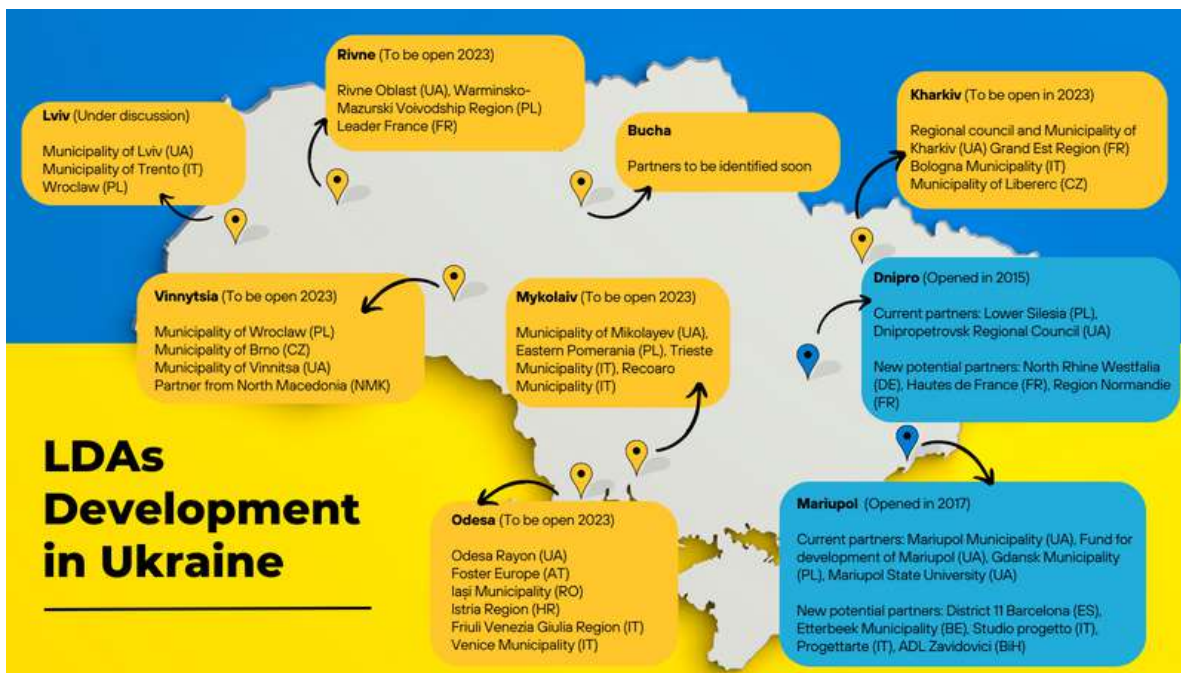 Rivne (To be open 2023)
Rivne Oblast (UA), Warminsko-
Mazurski Voivodship Region (PL)
Leader France (FR)
Lviv (Under discussion)
Municipality of Lviv (UA)
Municipality of Trento (IT)
Wroclaw (PL)
Bucha
Partners to be identified soon
Kharkiv (To be open in 2023)
Regional council and Municipality of
Kharkiv (UA) Grand Est Region (FR)
Bologna Municipality (IT)
Municipality of Libererc (CZ)
Vinnytsia (To be open 2023)
Municipality of Wroclaw (PL)
Municipality of Brno (CZ)
Municipality of Vinnitsa (UA)
Partner from North Macedonia (NMK)
Mykolaiv (To be open 2023)
Municipality of Mikolayev (UA),
Eastern Pomerania (PL), Trieste
Municipality (IT), Recoaro
Municipality (IT)
Dnipro (Opened in 2015)
Current partners: Lower Silesia (PL),
Dnipropetrovsk Regional Council (UA)
New potential partners: North Rhine Westfalia
(DE), Hautes de France (FR), Region Normandie
(FR)
LDAs
Development
in Ukraine
Odesa (To be open 2023)
Odesa Rayon (UA)
Foster Europe (AT)
Iași Municipality (RO)
Istria Region (HR)
Friuli Venezia Giulia Region (IT)
Venice Municipality (IT)
Mariupol (Opened in 2017)
Current partners: Mariupol Municipality (UA), Fund for
development of Mariupol (UA), Gdansk Municipality
(PL), Mariupol State University (UA)
New potential partners: District 11 Barcelona (ES),
Etterbeek Municipality (BE), Studio progetto (IT),
Progettarte (IT), ADL Zavidovici (BiH)